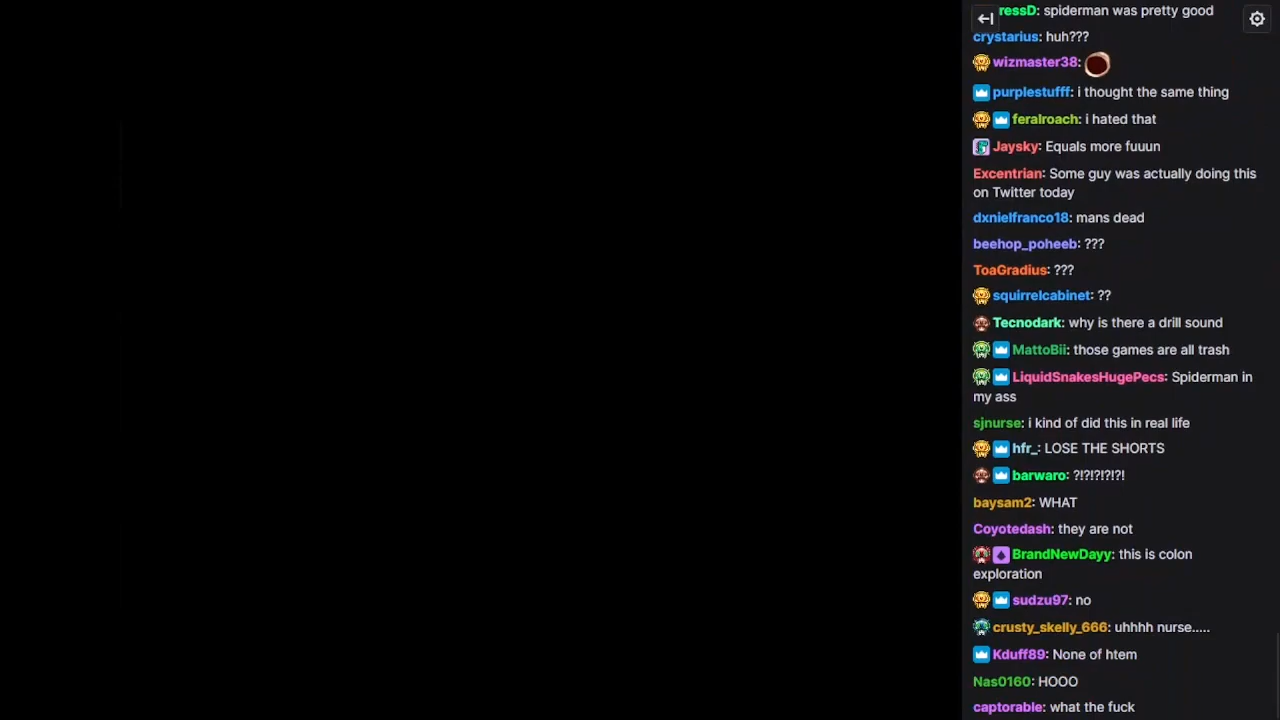 ressD: spiderman was pretty good
crystarius: huh???
wizmaster38:
purplestufff: i thought the same thing
feralroach: i hated that
Jaysky: Equals more fuuun
Excentrian: Some guy was actually doing this
on Twitter today
dxnielfranco18: mans dead
beehop_poheeb: ???
ToaGradius: ???
squirrelcabinet: ??
Tecnodark: why is there a drill sound
MattoBii: those games are all trash
LiquidSnakesHugePecs: Spiderman in
my ass
sjnurse: i kind of did this in real life
hfr_: LOSE THE SHORTS
barwaro: ?!?!?!?!?!
baysam2: WHAT
Coyotedash: they are not
BrandNewDayy: this is colon
exploration
sudzu97: no
crusty_skelly_666: uhhhh nurse.....
Kduff89: None of htem
Nas0160: HOOO
captorable: what the fuck